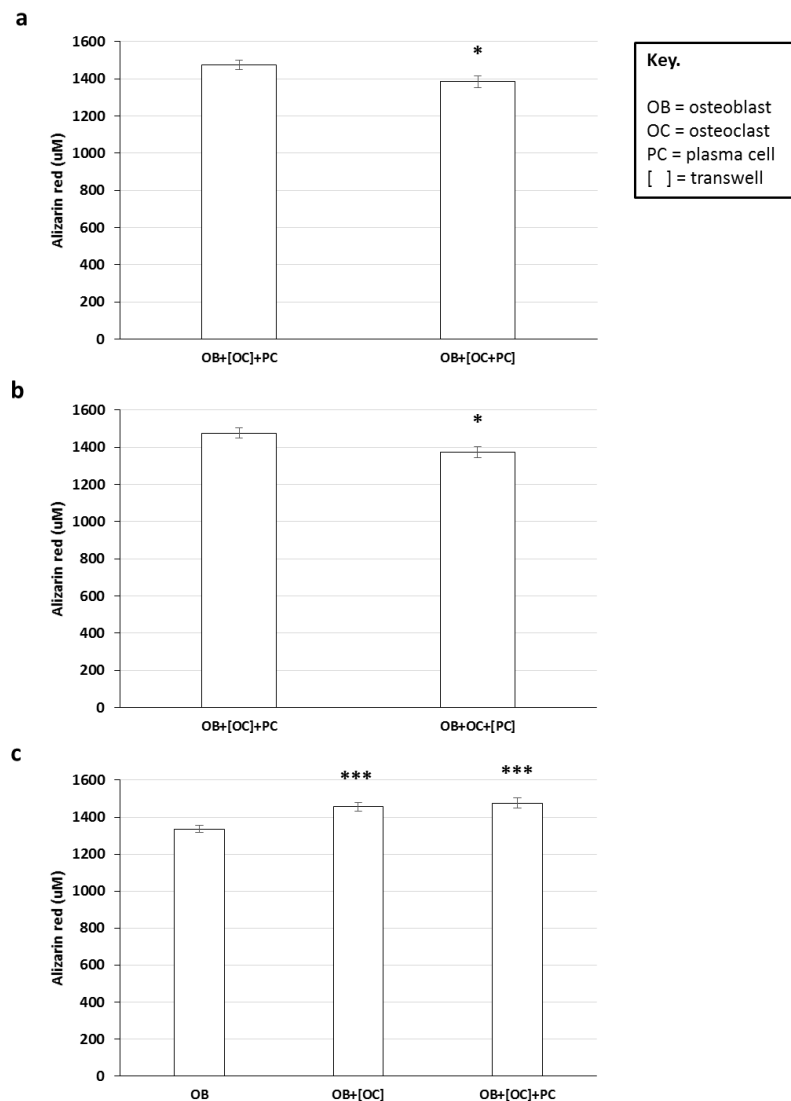 a
1600
1400
1200
1000
800
600
400
200
0
Alizarin red (uM)
*
OB+[OC]+PC
OB+[OC+PC]
Key.
OB = osteoblast
OC = osteoclast
PC = plasma cell
[ ] = transwell
b
1600
1400
1200
1000
800
600
400
200
0
Alizarin red (uM)
*
OB+[OC]+PC
OB+OC+[PC]
c
1600
1400
1200
1000
800
600
400
200
0
Alizarin red (uM)
***
***
OB
OB+[OC]
OB+[OC]+PC